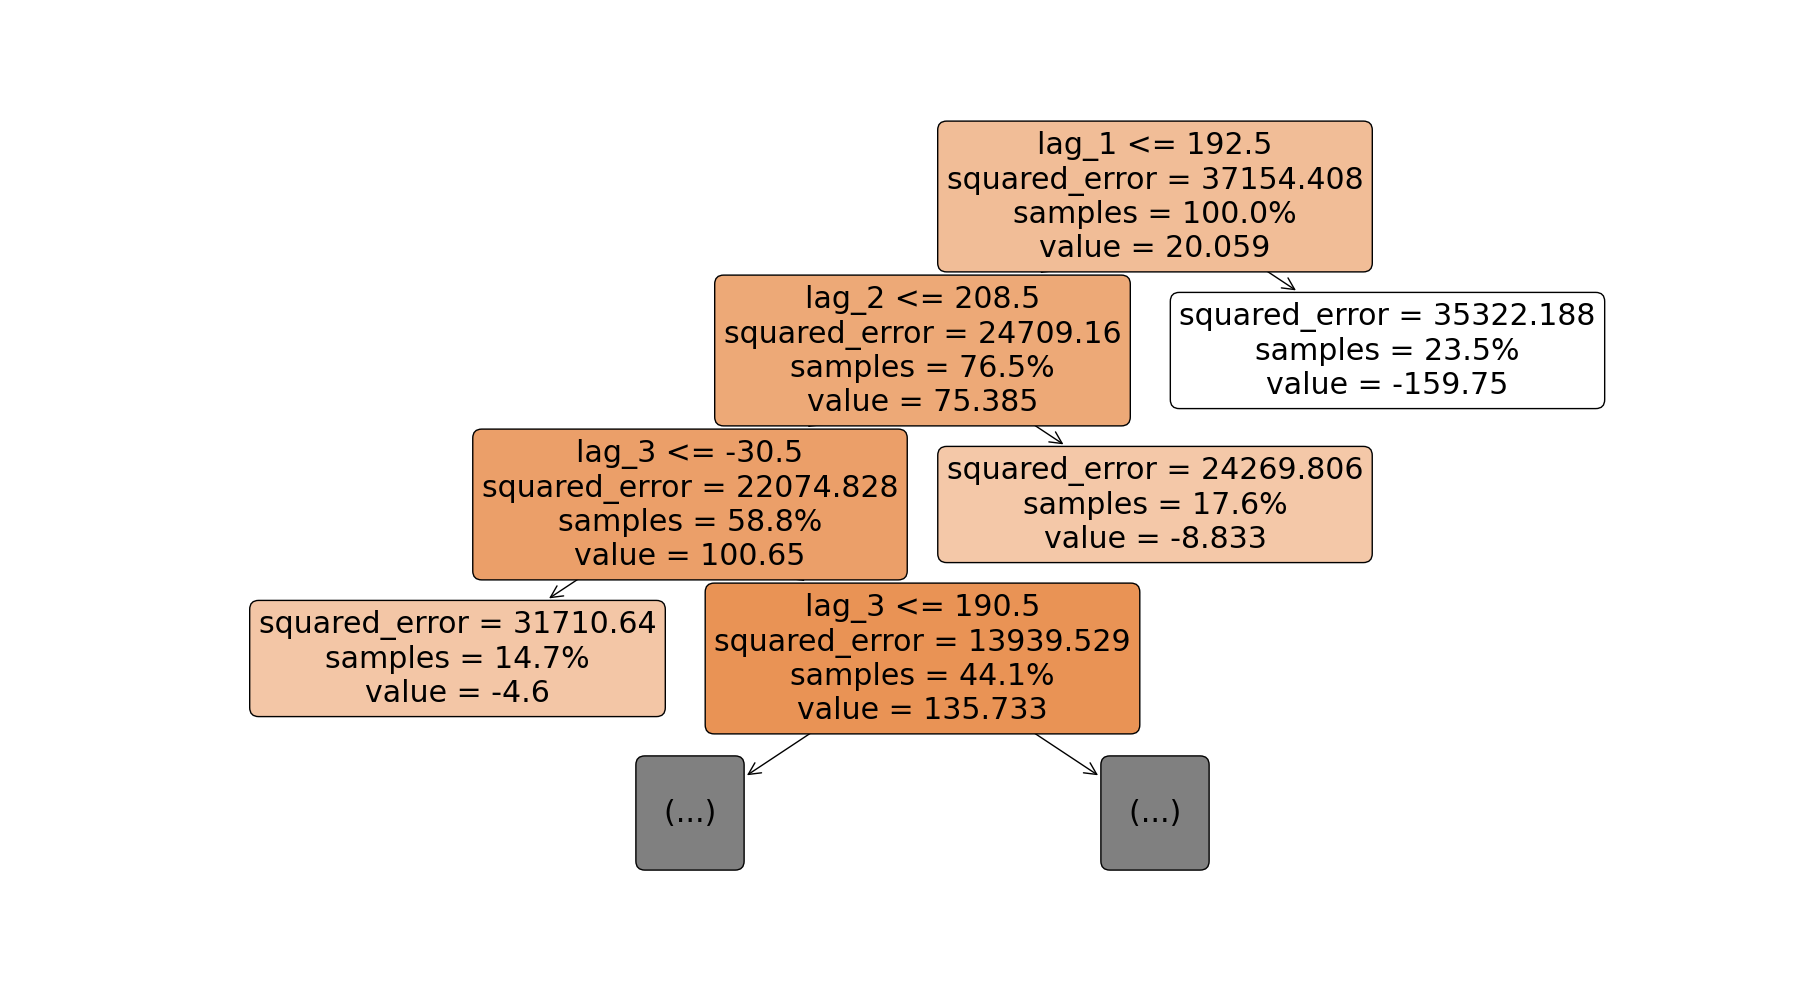 lag_1 <= 192.5
squared_error = 37154.408
samples = 100.0%
value = 20.059
lag_2 <= 208.5
squared_error = 24709.16
samples = 76.5%
value = 75.385
squared_error = 35322.188
samples = 23.5%
value = -159.75
lag_3 <= -30.5
squared_error = 22074.828
samples = 58.8%
value = 100.65
squared_error = 24269.806
samples = 17.6%
value = -8.833
squared_error = 31710.64
samples = 14.7%
value = -4.6
lag_3 <= 190.5
squared_error = 13939.529
samples = 44.1%
value = 135.733
(...)
(...)